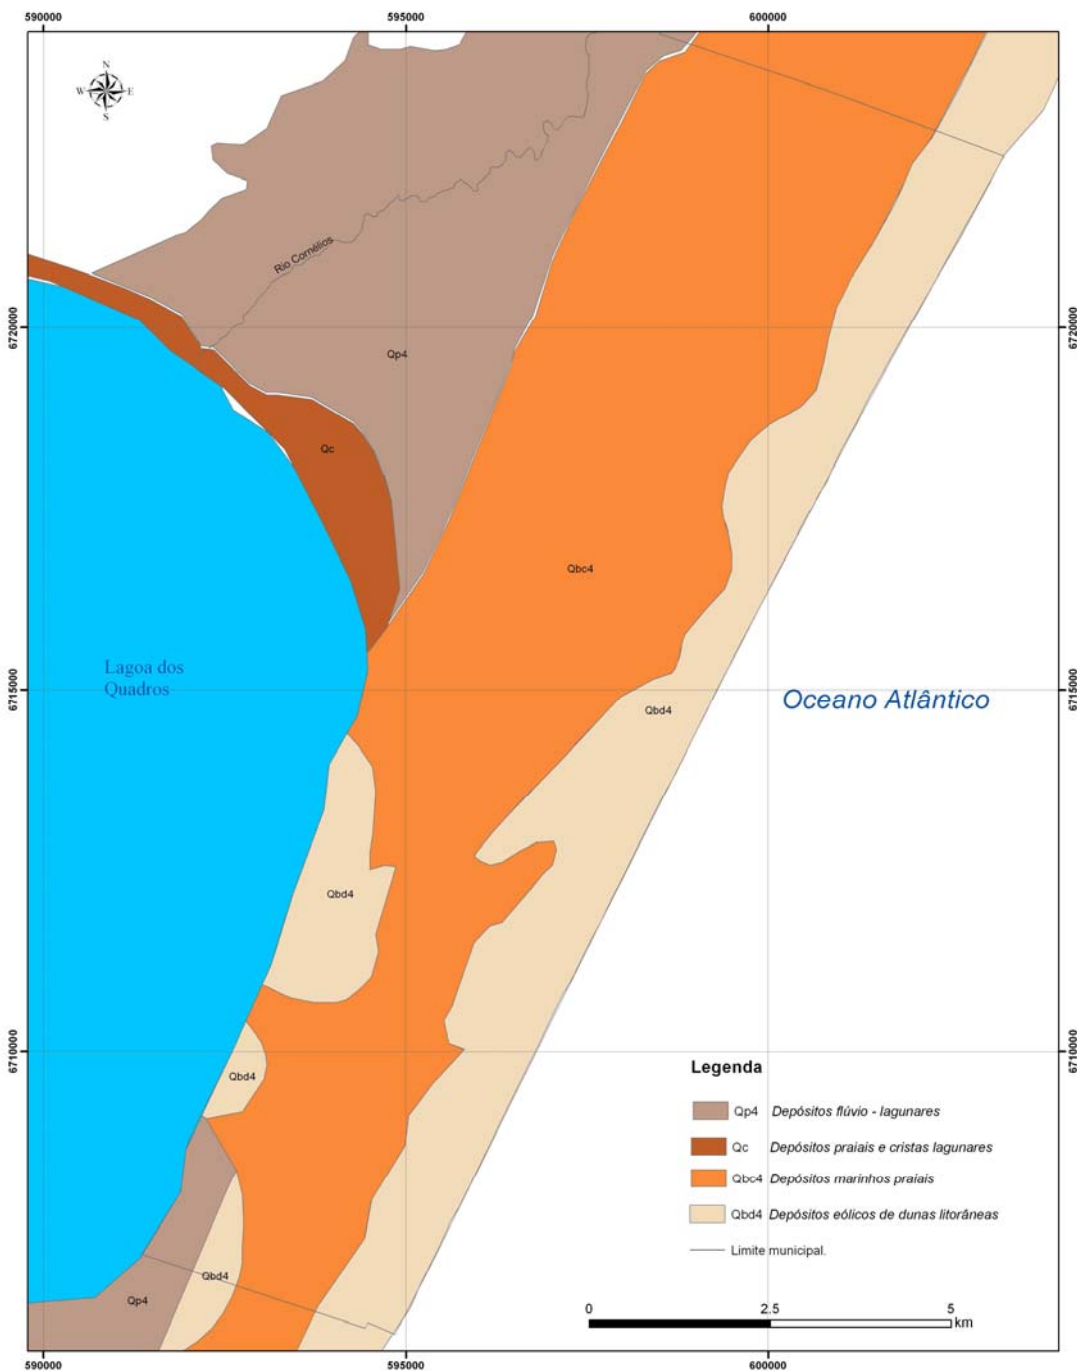 590000
595000
600000
N
W
E
S
Rio Cornélios
6720000
6720000
Qp4
Qc
Qbc4
Lagoa dos
Quadros
6715000
6715000
Oceano Atlântico
Qbd4
Qbd4
6710000
6710000
Qbd4
Legenda
Qp4 Depósitos flúvio - lagunares
Qc Depósitos praiais e cristas lagunares
Qbc4 Depósitos marinhos praiais
Qbd4 Depósitos eólicos de dunas litorâneas
Limite municipal.
Qbd4
Qp4
0 2.5 5
km
590000
595000
600000